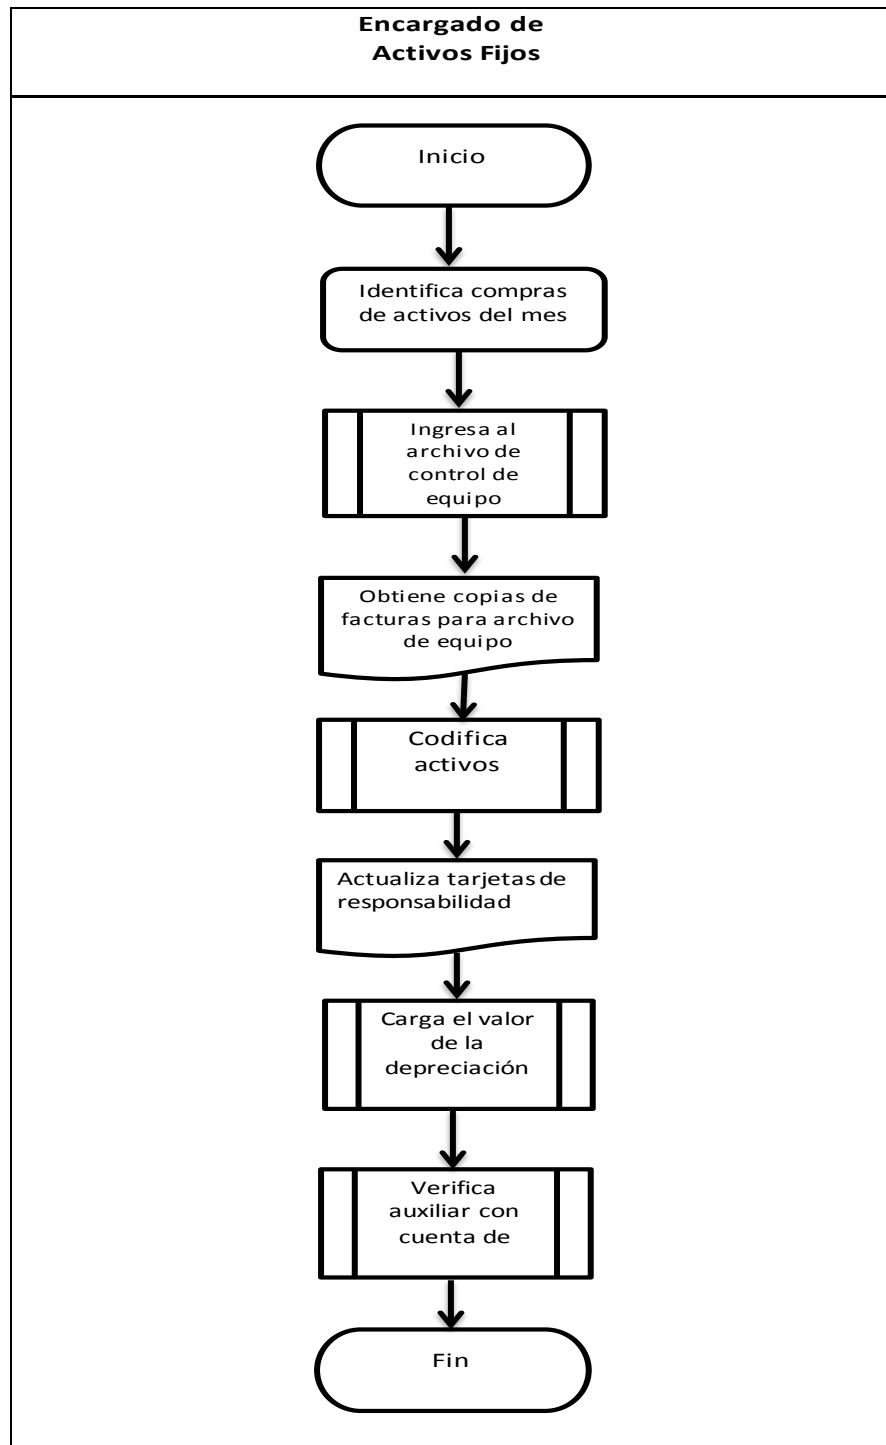 Encargado de
Activos Fijos
Inicio
Identifica compras
de activos del mes
Ingresa al
archivo de
control de
equipo
Obtiene copias de
facturas para archivo
de equipo
Codifica
activos
Actualiza tarjetas de
responsabilidad
Carga el valor
de la
depreciación
Verifica
auxiliar con
cuenta de
Fin